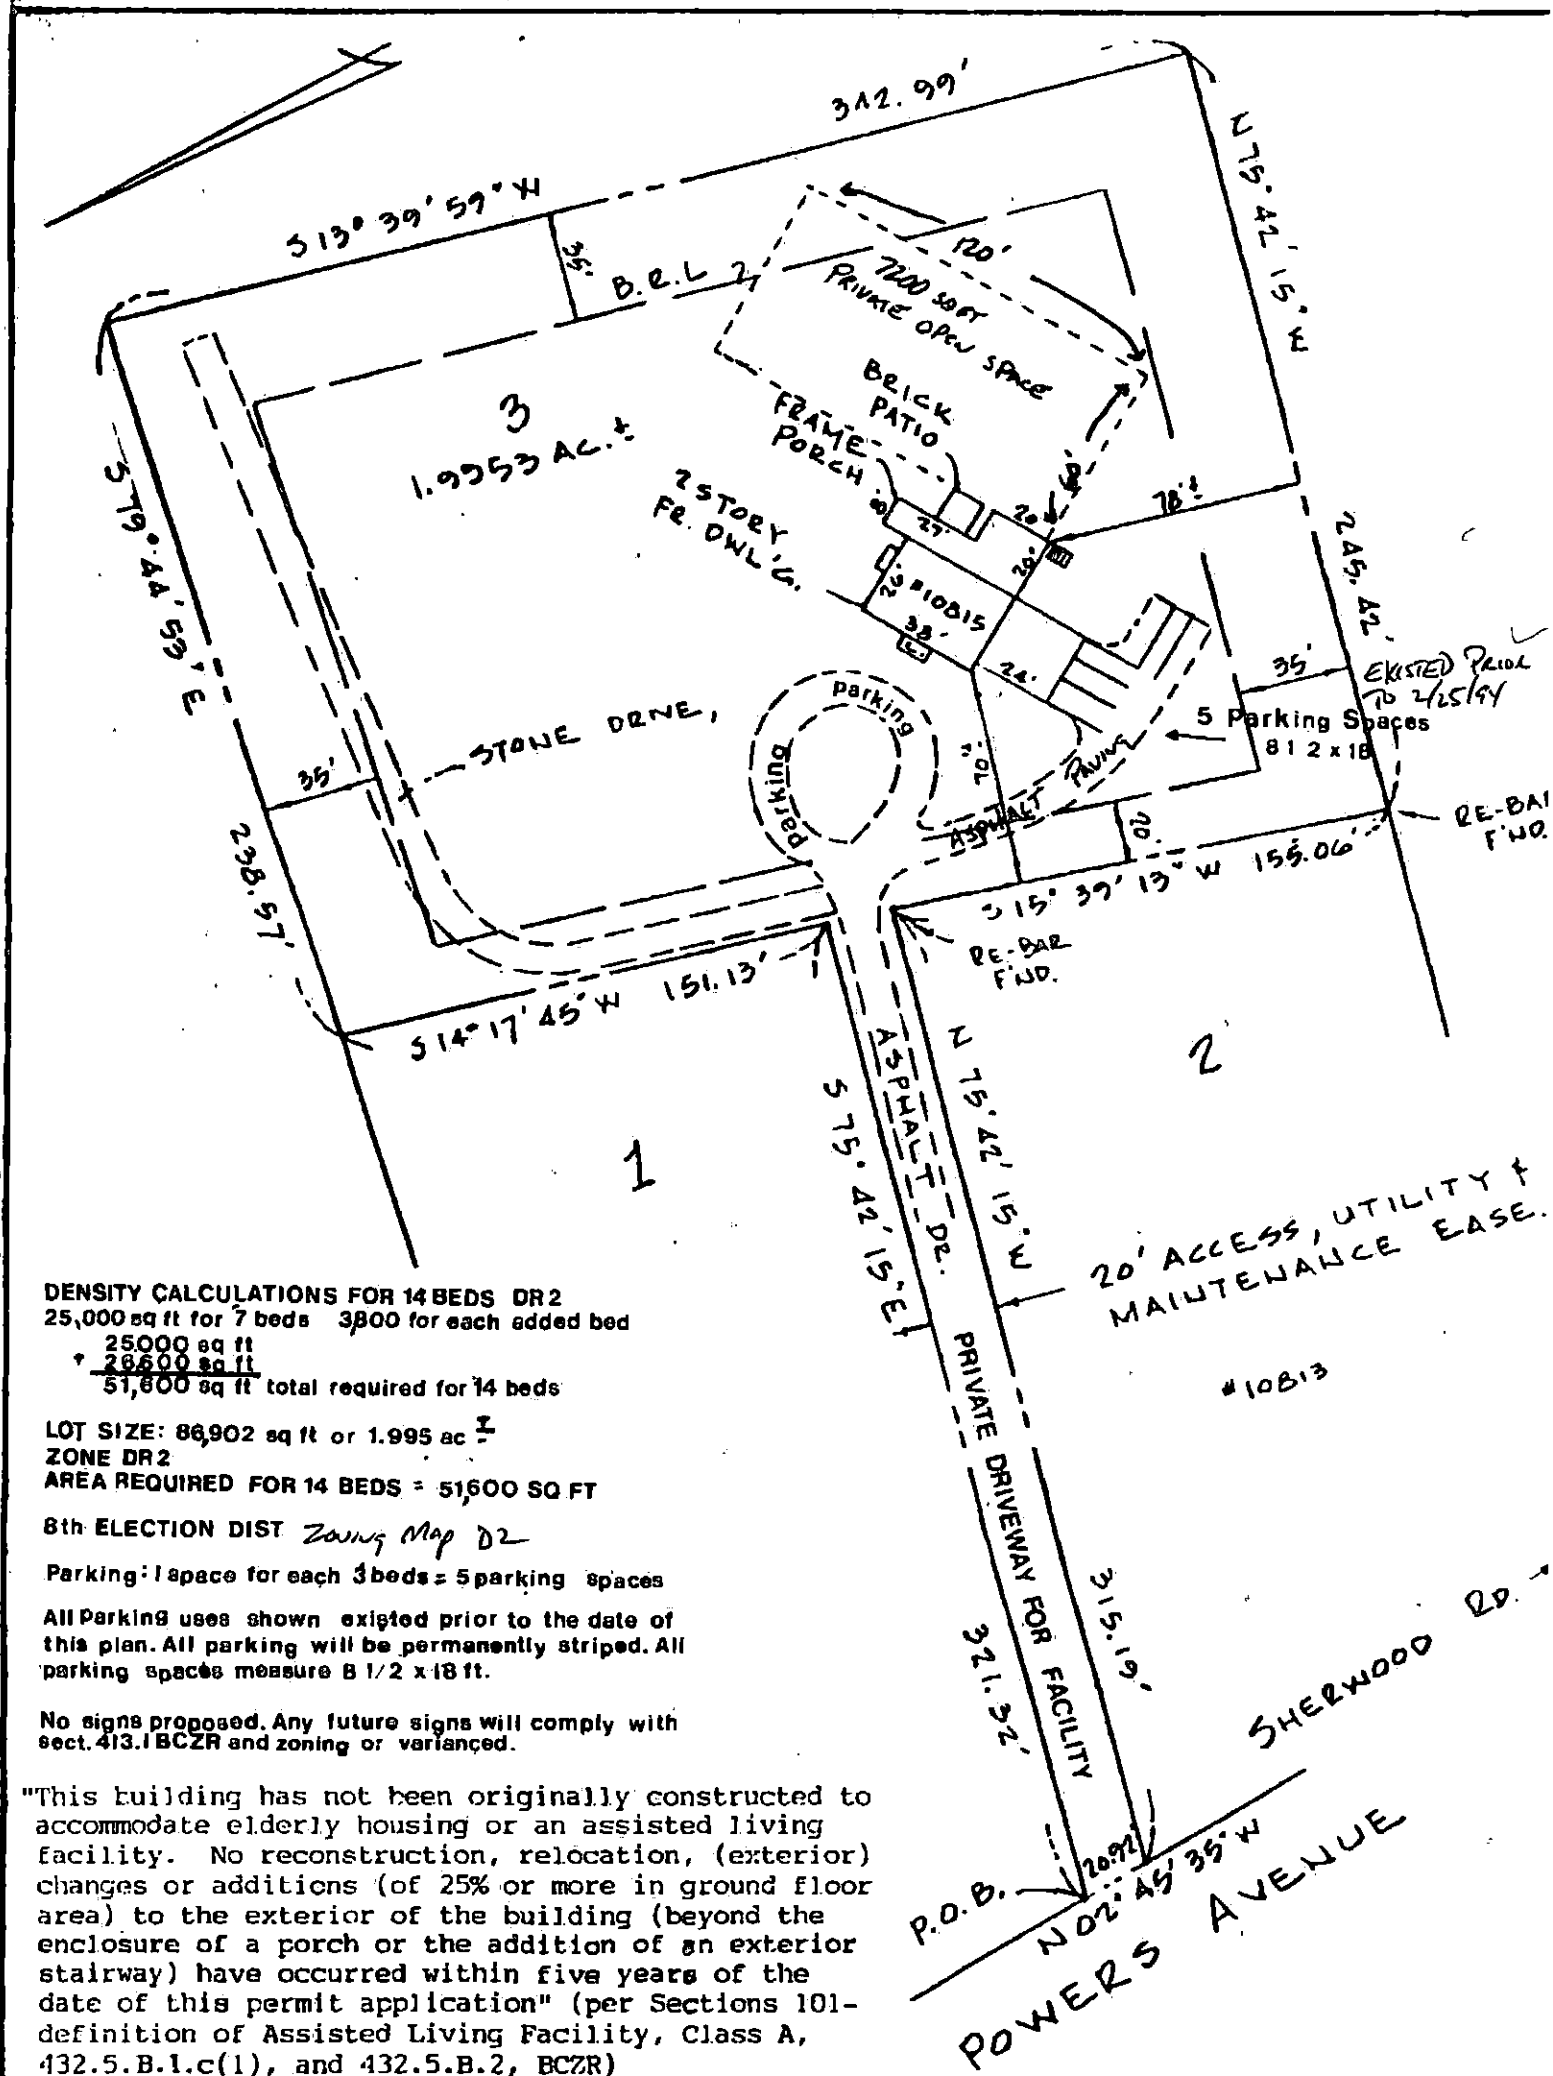 342.99'
S 13° 39' 59" W
N 75° 42' 15" E
35'
B.R.L
120'
7200 SQFT
PRIVATE OPEN SPACE
BRICK
PATIO
FRAME
PORCH
3
1.9953 AC.±
2 STORY
FR. DWL'G.
8'
27'
20'
20'
78'±
#10815
38'
24'
S 79° 44' 53" E
238.57'
245.42'
EXISTED PRIOR
TO 2/25/94
35'
5 Parking Spaces
8 1 2 x 18
parking
parking
STONE DRIVE,
35'
70'±
ASPHALT PAVING
20'
RE-BAR
F'ND.
S 15° 39' 13" W 155.06'
RE-BAR
F'ND.
S 14° 17' 45" W 151.13'
ASPHALT DR.
S 75° 42' 15" E
N 75° 42' 15" W
2
1
20' ACCESS, UTILITY &
MAINTENANCE EASE.
#10813
PRIVATE DRIVEWAY FOR FACILITY
321.32'
315.19'
SHERWOOD RD.
20.92'
P.O.B.
N 02° 45' 35" W
POWERS AVENUE
DENSITY CALCULATIONS FOR 14 BEDS DR 2
25,000 sq ft for 7 beds 3,800 for each added bed
25000 sq ft
+ 26600 sq ft
51,600 sq ft total required for 14 beds
LOT SIZE: 86,902 sq ft or 1.995 ac ±
ZONE DR 2
AREA REQUIRED FOR 14 BEDS = 51,600 SQ FT
8th ELECTION DIST Zoning Map D2
Parking: 1 space for each 3 beds = 5 parking spaces
All Parking uses shown existed prior to the date of
this plan. All parking will be permanently striped. All
parking spaces measure 8 1/2 x 18 ft.
No signs proposed. Any future signs will comply with
sect. 413.1 BCZR and zoning or varianced.
"This building has not been originally constructed to
accommodate elderly housing or an assisted living
facility. No reconstruction, relocation, (exterior)
changes or additions (of 25% or more in ground floor
area) to the exterior of the building (beyond the
enclosure of a porch or the addition of an exterior
stairway) have occurred within five years of the
date of this permit application" (per Sections 101-
definition of Assisted Living Facility, Class A,
432.5.B.1.c(1), and 432.5.B.2, BCZR)